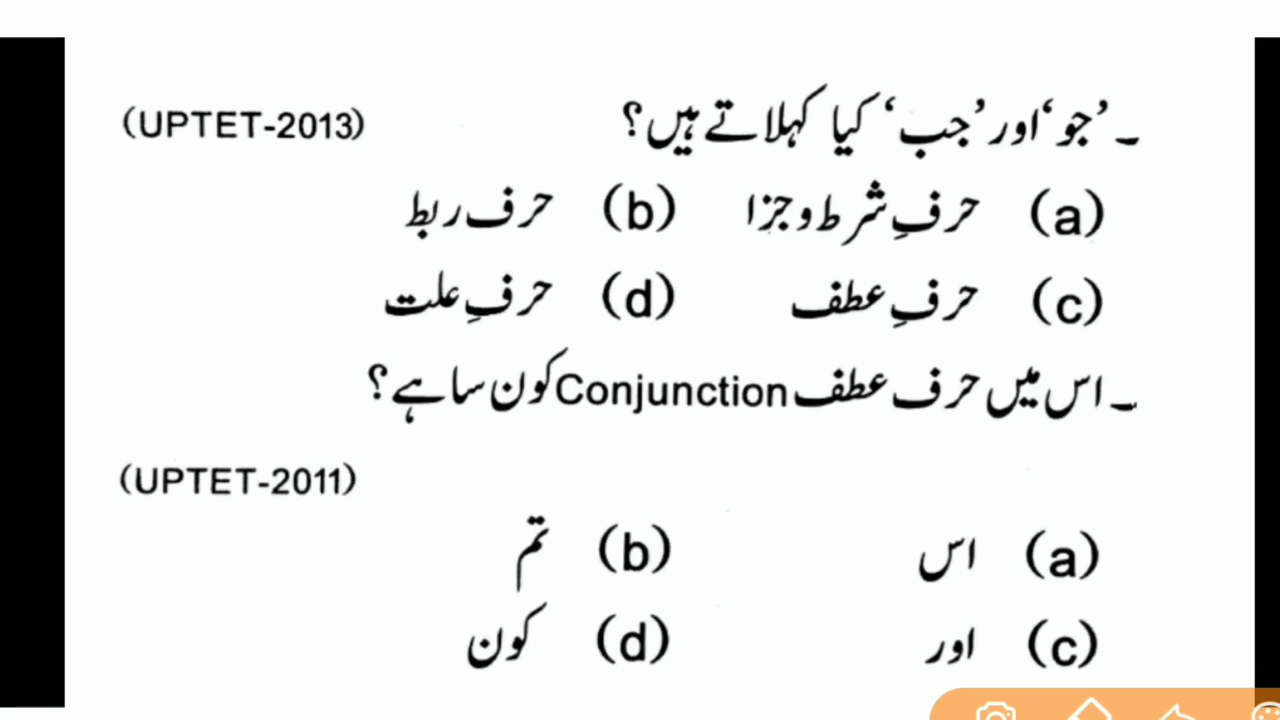 ۔ ’جو‘ اور ’جب‘ کیا کہلاتے ہیں؟ (UPTET-2013)
(a) حرفِ شرط و جزا (b) حرف ربط
(c) حرفِ عطف (d) حرفِ علت
۔ اس میں حرف عطف Conjunction کون سا ہے؟
(UPTET-2011)
(a) اس (b) تم
(c) اور (d) کون